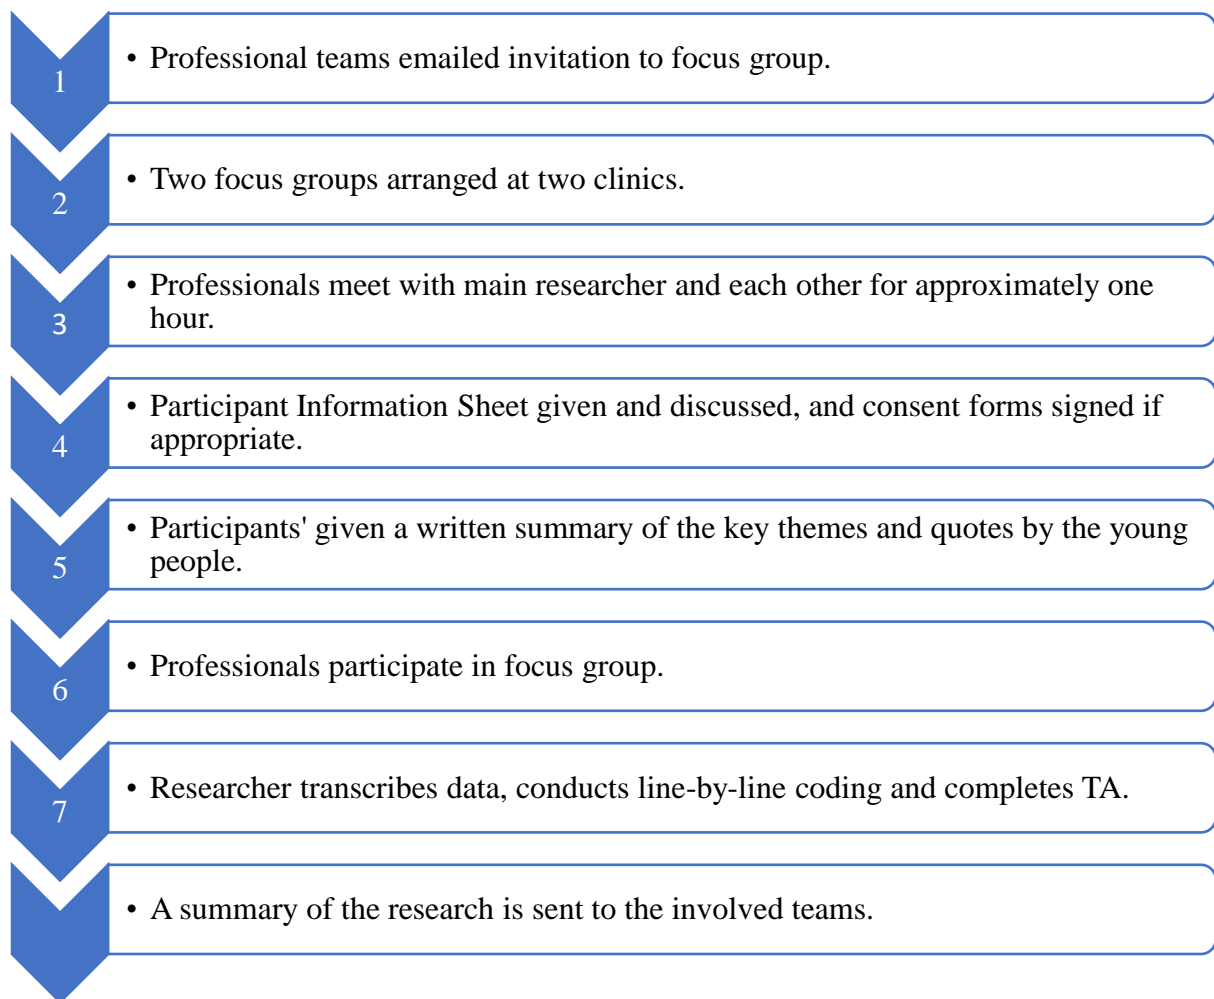 1
• Professional teams emailed invitation to focus group.
2
• Two focus groups arranged at two clinics.
3
• Professionals meet with main researcher and each other for approximately one
hour.
4
• Participant Information Sheet given and discussed, and consent forms signed if
appropriate.
5
• Participants' given a written summary of the key themes and quotes by the young
people.
6
• Professionals participate in focus group.
7
• Researcher transcribes data, conducts line-by-line coding and completes TA.
• A summary of the research is sent to the involved teams.